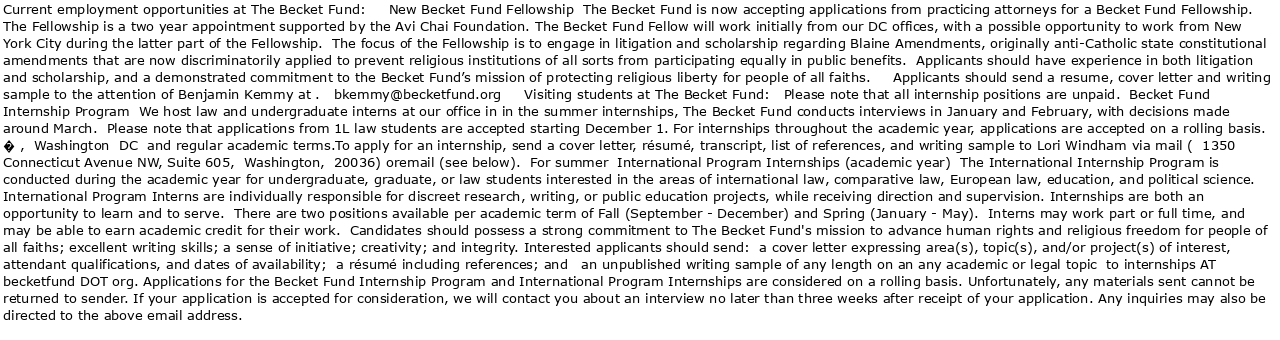 Current employment opportunities at The Becket Fund:      New Becket Fund Fellowship  The Becket Fund is now accepting applications from practicing attorneys for a Becket Fund Fellowship.
The Fellowship is a two year appointment supported by the Avi Chai Foundation. The Becket Fund Fellow will work initially from our DC offices, with a possible opportunity to work from New
York City during the latter part of the Fellowship.  The focus of the Fellowship is to engage in litigation and scholarship regarding Blaine Amendments, originally anti-Catholic state constitutional
amendments that are now discriminatorily applied to prevent religious institutions of all sorts from participating equally in public benefits.  Applicants should have experience in both litigation
and scholarship, and a demonstrated commitment to the Becket Fund’s mission of protecting religious liberty for people of all faiths.      Applicants should send a resume, cover letter and writing
sample to the attention of Benjamin Kemmy at .    bkemmy@becketfund.org      Visiting students at The Becket Fund:    Please note that all internship positions are unpaid.  Becket Fund
Internship Program  We host law and undergraduate interns at our office in in the summer internships, The Becket Fund conducts interviews in January and February, with decisions made
around March.  Please note that applications from 1L law students are accepted starting December 1. For internships throughout the academic year, applications are accepted on a rolling basis.
� ,  Washington  DC  and regular academic terms.To apply for an internship, send a cover letter, résumé, transcript, list of references, and writing sample to Lori Windham via mail (  1350
Connecticut Avenue NW, Suite 605,  Washington,  20036) oremail (see below).  For summer  International Program Internships (academic year)  The International Internship Program is
conducted during the academic year for undergraduate, graduate, or law students interested in the areas of international law, comparative law, European law, education, and political science.
International Program Interns are individually responsible for discreet research, writing, or public education projects, while receiving direction and supervision. Internships are both an
opportunity to learn and to serve.  There are two positions available per academic term of Fall (September - December) and Spring (January - May).  Interns may work part or full time, and
may be able to earn academic credit for their work.  Candidates should possess a strong commitment to The Becket Fund's mission to advance human rights and religious freedom for people of
all faiths; excellent writing skills; a sense of initiative; creativity; and integrity. Interested applicants should send:  a cover letter expressing area(s), topic(s), and/or project(s) of interest,
attendant qualifications, and dates of availability;  a résumé including references; and   an unpublished writing sample of any length on an any academic or legal topic  to internships AT
becketfund DOT org. Applications for the Becket Fund Internship Program and International Program Internships are considered on a rolling basis. Unfortunately, any materials sent cannot be
returned to sender. If your application is accepted for consideration, we will contact you about an interview no later than three weeks after receipt of your application. Any inquiries may also be
directed to the above email address.